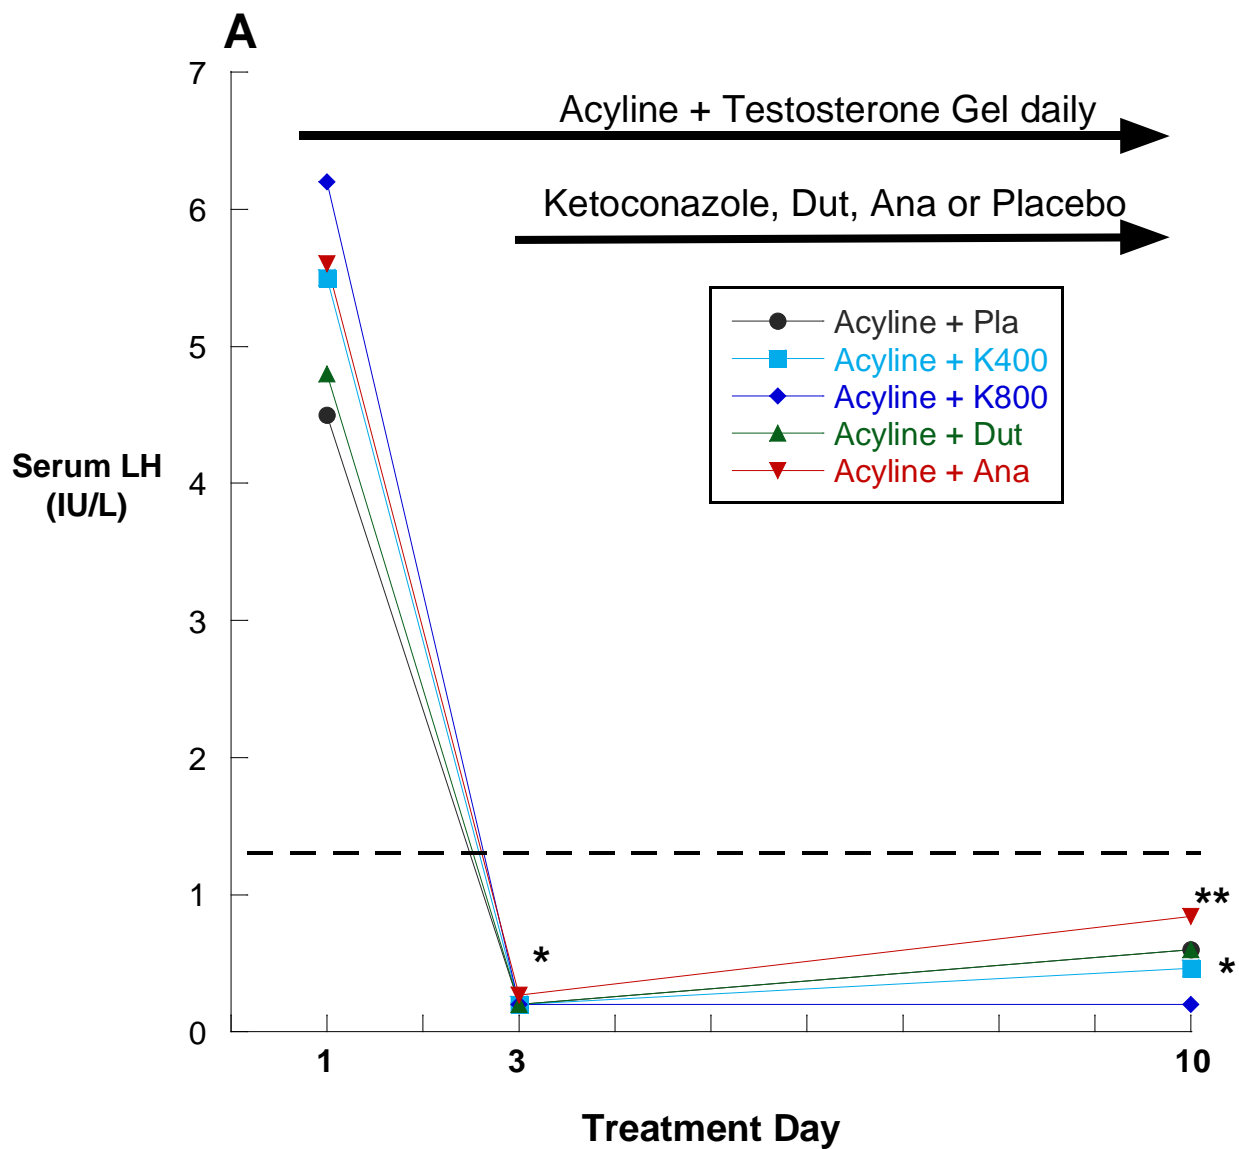 A
7
Acyline + Testosterone Gel daily
6
Ketoconazole, Dut, Ana or Placebo
Acyline + Pla
Acyline + K400
Acyline + K800
Acyline + Dut
Acyline + Ana
5
Serum LH
(IU/L)
4
3
2
1
**
*
*
0
1 3 10
Treatment Day